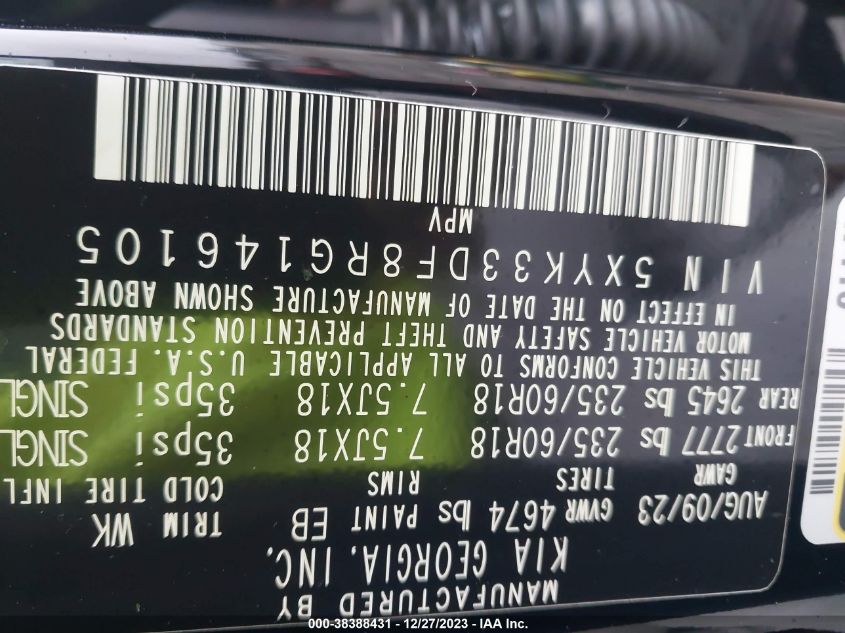 MANUFACTURED BY
KIA GEORGIA. INC.
AUG/09/23 GVWR 4674 lbs PAINT EB TRIM WK
GAWR TIRES RIMS COLD TIRE INFL
FRONT 2777 lbs 235/60R18 7.5JX18 35psi SINGL
REAR 2645 lbs 235/60R18 7.5JX18 35psi SINGL
THIS VEHICLE CONFORMS TO ALL APPLICABLE U.S.A. FEDERAL
MOTOR VEHICLE SAFETY AND THEFT PREVENTION STANDARDS
IN EFFECT ON THE DATE OF MANUFACTURE SHOWN ABOVE
VIN 5XYK33DF8RG146105
MPV
000-38388431 - 12/27/2023 - IAA Inc.